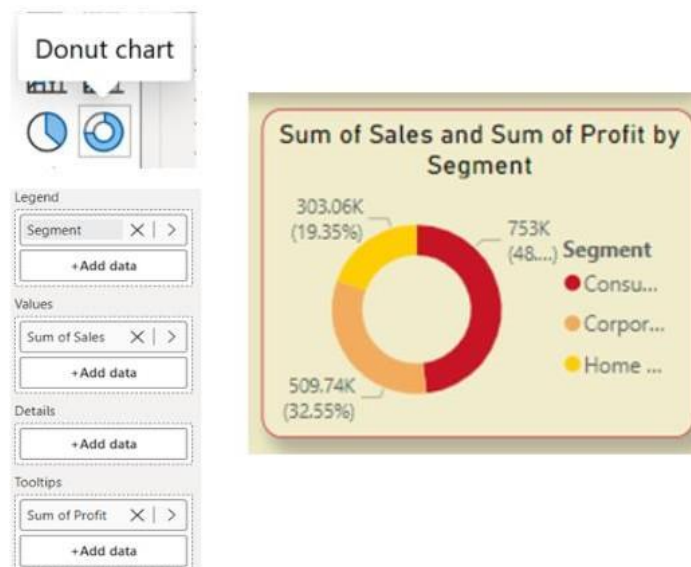 Donut chart
Legend
Segment
+Add data
Values
Sum of Sales
+Add data
Details
+Add data
Tooltips
Sum of Profit
+Add data
Sum of Sales and Sum of Profit by
Segment
303.06K
(19.35%)
753K
(48....)
509.74K
(32.55%)
Segment
Consu...
Corpor...
Home ...